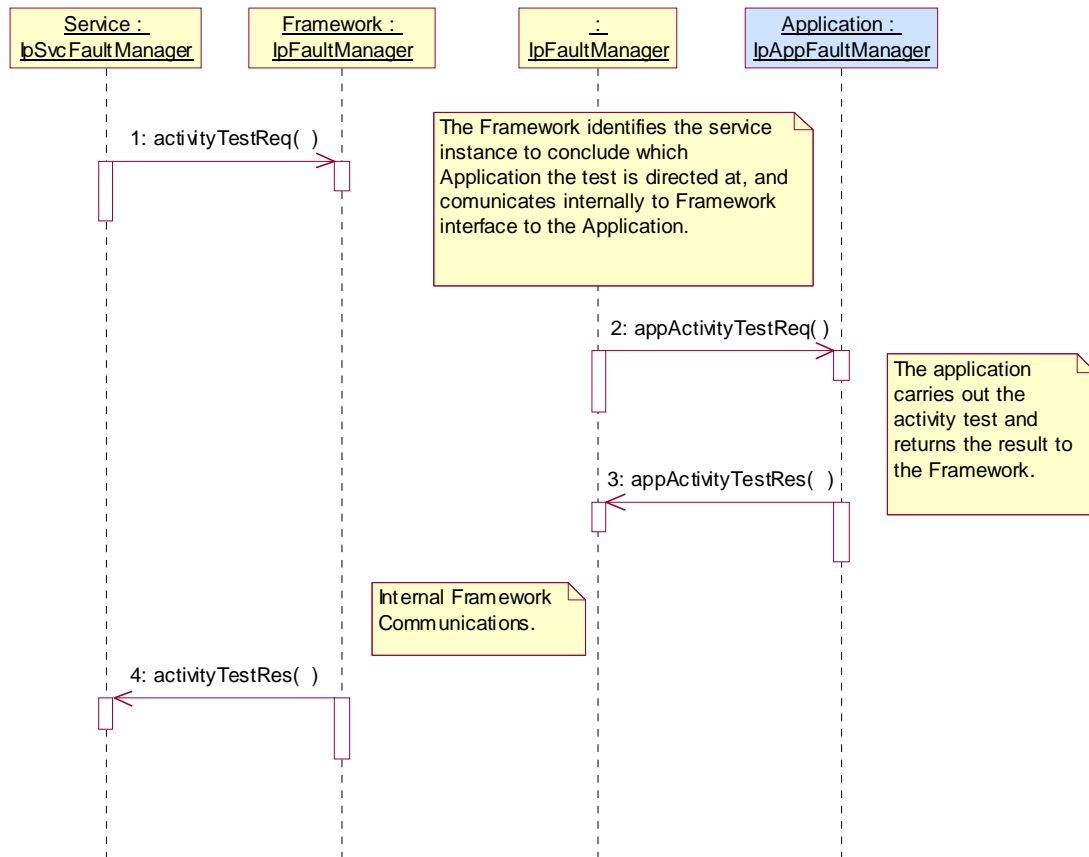 Service :
IpSvcFaultManager
Framework :
IpFaultManager
:
IpFaultManager
Application :
IpAppFaultManager
1: activityTestReq( )
The Framework identifies the service
instance to conclude which
Application the test is directed at, and
comunicates internally to Framework
interface to the Application.
2: appActivityTestReq( )
The application
carries out the
activity test and
returns the result to
the Framework.
3: appActivityTestRes( )
Internal Framework
Communications.
4: activityTestRes( )